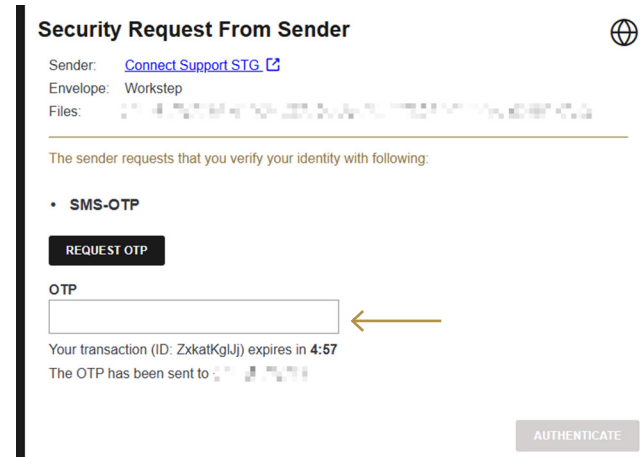 Security Request From Sender
Sender: Connect Support STG
Envelope: Workstep
Files:
The sender requests that you verify your identity with following:
• SMS-OTP
REQUEST OTP
OTP
Your transaction (ID: ZxkatKglJj) expires in 4:57
The OTP has been sent to
AUTHENTICATE